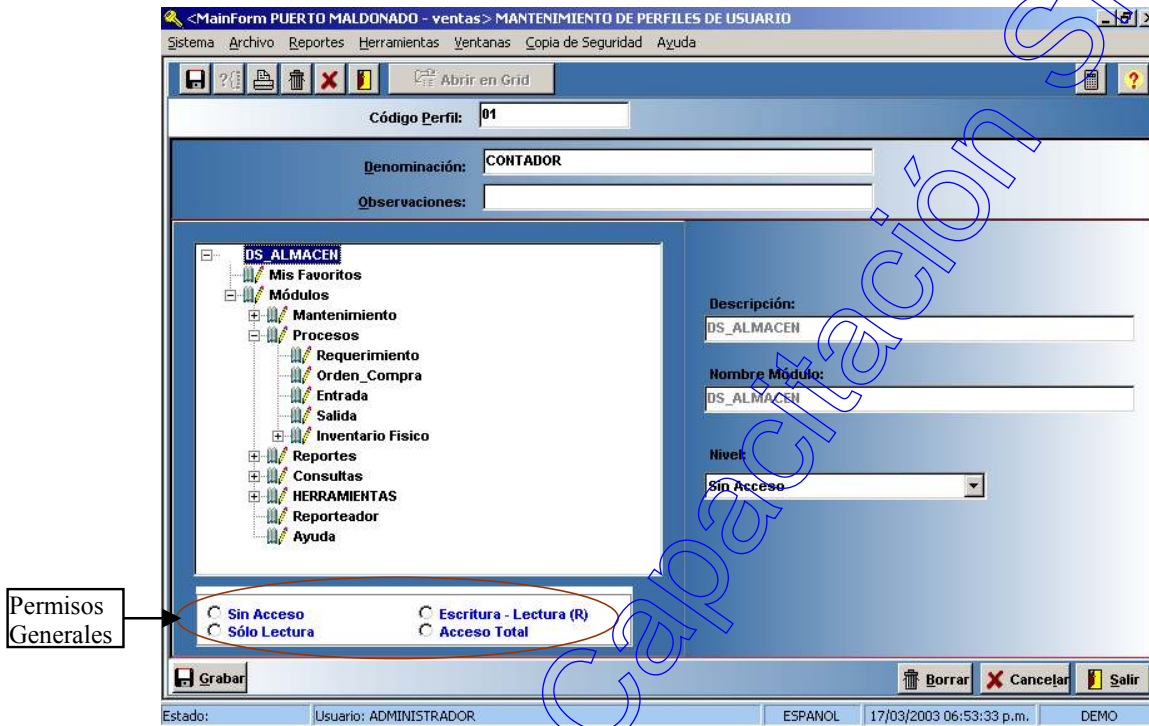 <MainForm PUERTO MALDONADO - ventas> MANTENIMIENTO DE PERFILES DE USUARIO
Sistema Archivo Reportes Herramientas Ventanas Copia de Seguridad Ayuda
Abrir en Grid
Código Perfil: 01
Denominación: CONTADOR
Observaciones:
DS_ALMACEN
Mis Favoritos
Módulos
Mantenimiento
Procesos
Requerimiento
Orden_Compra
Entrada
Salida
Inventario Fisico
Reportes
Consultas
HERRAMIENTAS
Reporteador
Ayuda
Descripción:
DS_ALMACEN
Nombre Módulo:
DS_ALMACEN
Nivel:
Sin Acceso
Permisos
Generales
Sin Acceso Escritura - Lectura (R)
Sólo Lectura Acceso Total
Grabar Borrar Cancelar Salir
Estado: Usuario: ADMINISTRADOR ESPANOL 17/03/2003 06:53:33 p.m. DEMO
Capacitación S